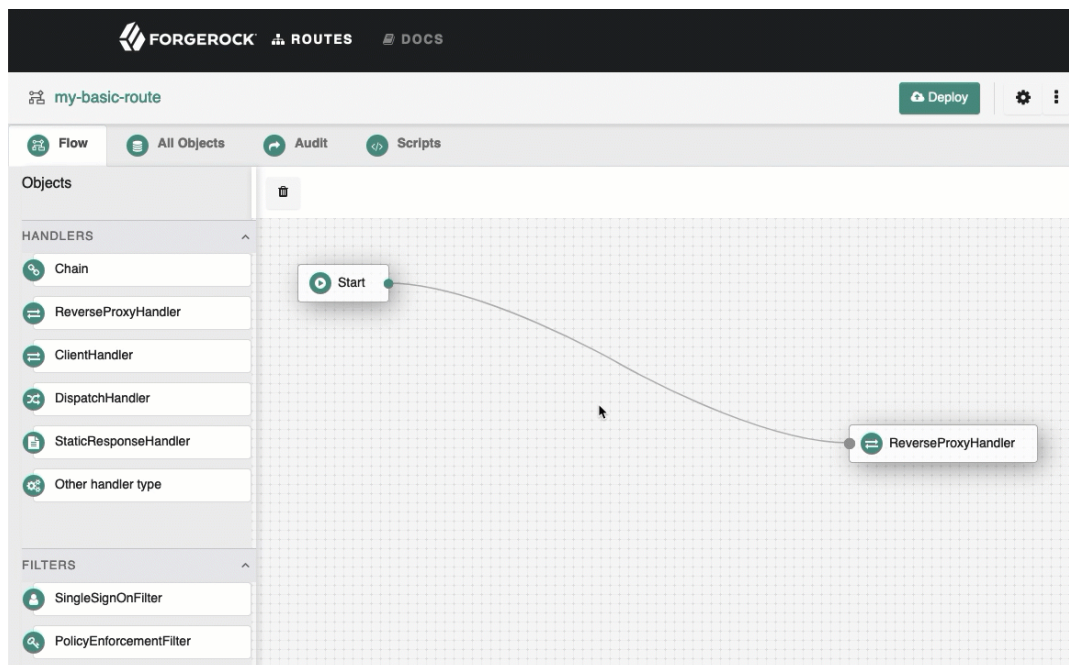 FORGEROCK ROUTES DOCS
my-basic-route Deploy
Flow All Objects Audit Scripts
Objects
HANDLERS
Chain
ReverseProxyHandler
ClientHandler
DispatchHandler
StaticResponseHandler
Other handler type
FILTERS
SingleSignOnFilter
PolicyEnforcementFilter
Start
ReverseProxyHandler